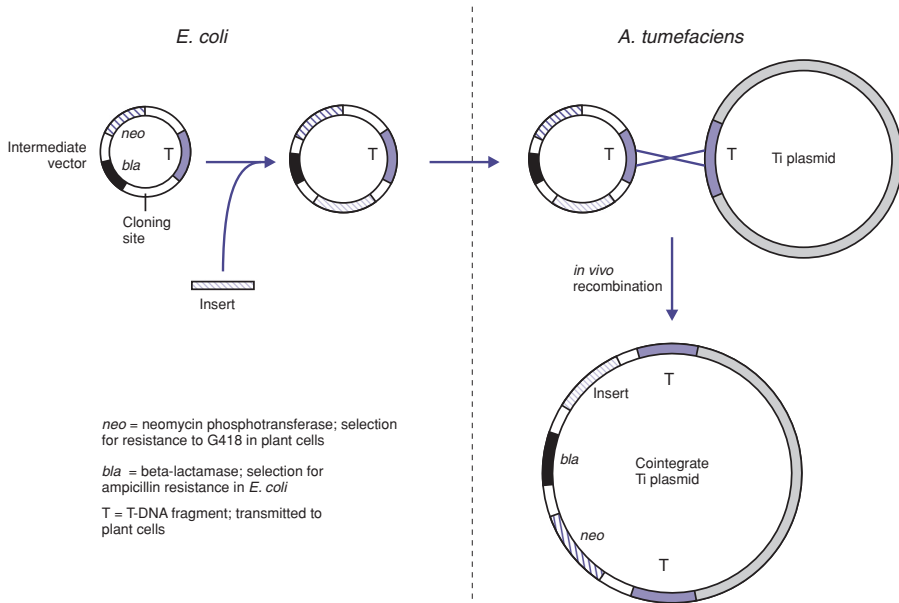 E. coli
A. tumefaciens
Intermediate
vector
neo
bla
T
Cloning
site
Insert
T
T
T
Ti plasmid
in vivo
recombination
T
Insert
bla
Cointegrate
Ti plasmid
neo
T
neo = neomycin phosphotransferase; selection
for resistance to G418 in plant cells
bla = beta-lactamase; selection for
ampicillin resistance in E. coli
T = T-DNA fragment; transmitted to
plant cells